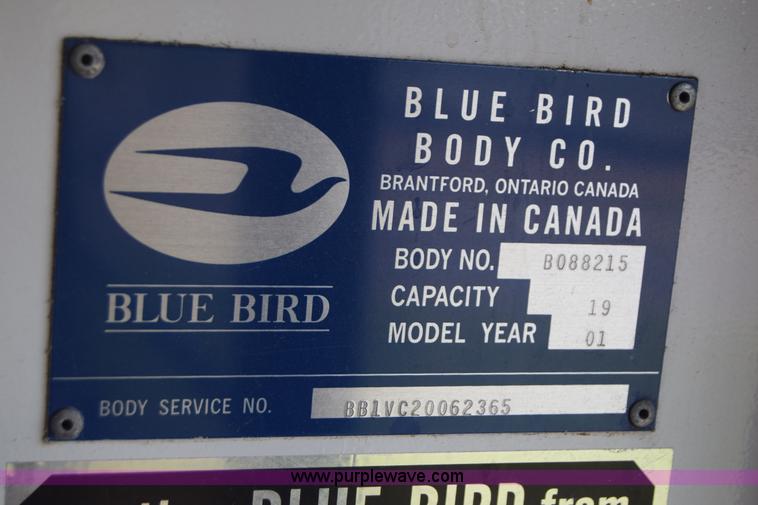 BLUE BIRD
BODY CO.
BRANTFORD, ONTARIO CANADA
MADE IN CANADA
BODY NO. B088215
CAPACITY 19
MODEL YEAR 01
BLUE BIRD
BODY SERVICE NO. BB1VC20062365
www.purplewave.com
BLUE BIRD from